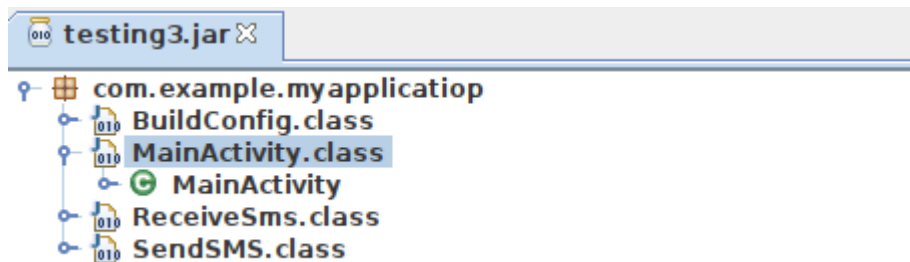 testing3.jar
com.example.myapplicatiop
BuildConfig.class
MainActivity.class
MainActivity
ReceiveSms.class
SendSMS.class